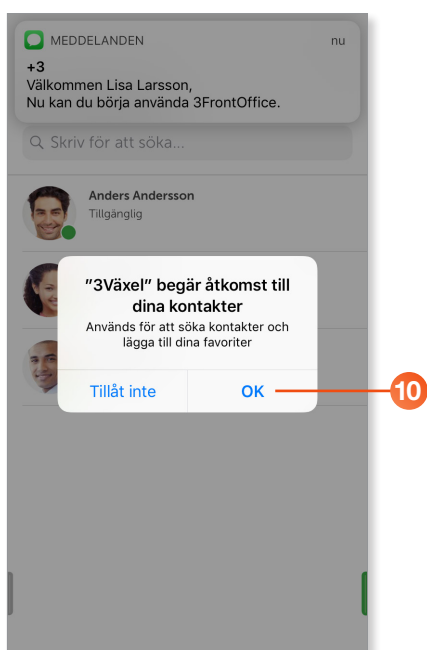 MEDDELANDEN nu
+3
Välkommen Lisa Larsson,
Nu kan du börja använda 3FrontOffice.
Skriv för att söka...
Anders Andersson
Tillgänglig
”3Växel” begär åtkomst till
dina kontakter
Används för att söka kontakter och
lägga till dina favoriter
Tillåt inte OK
10